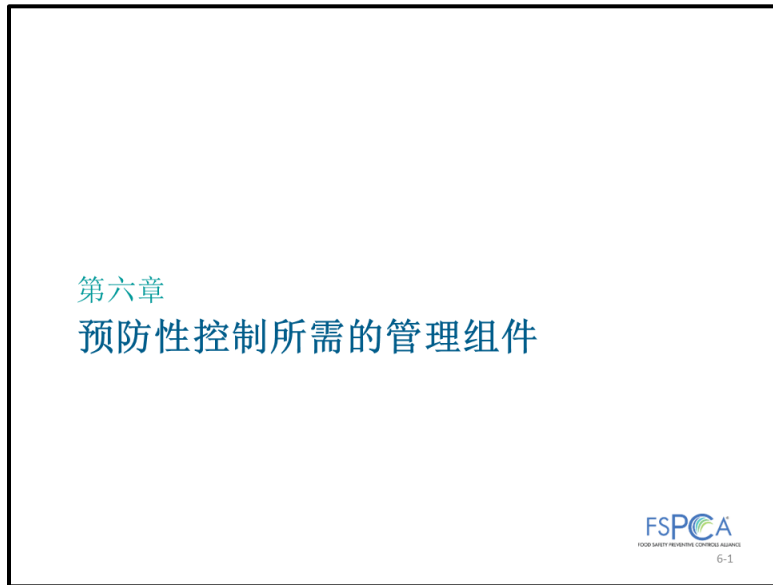 第六章
预防性控制所需的管理组件
FSPCA
FOOD SAFETY PREVENTIVE CONTROLS ALLIANCE
6-1